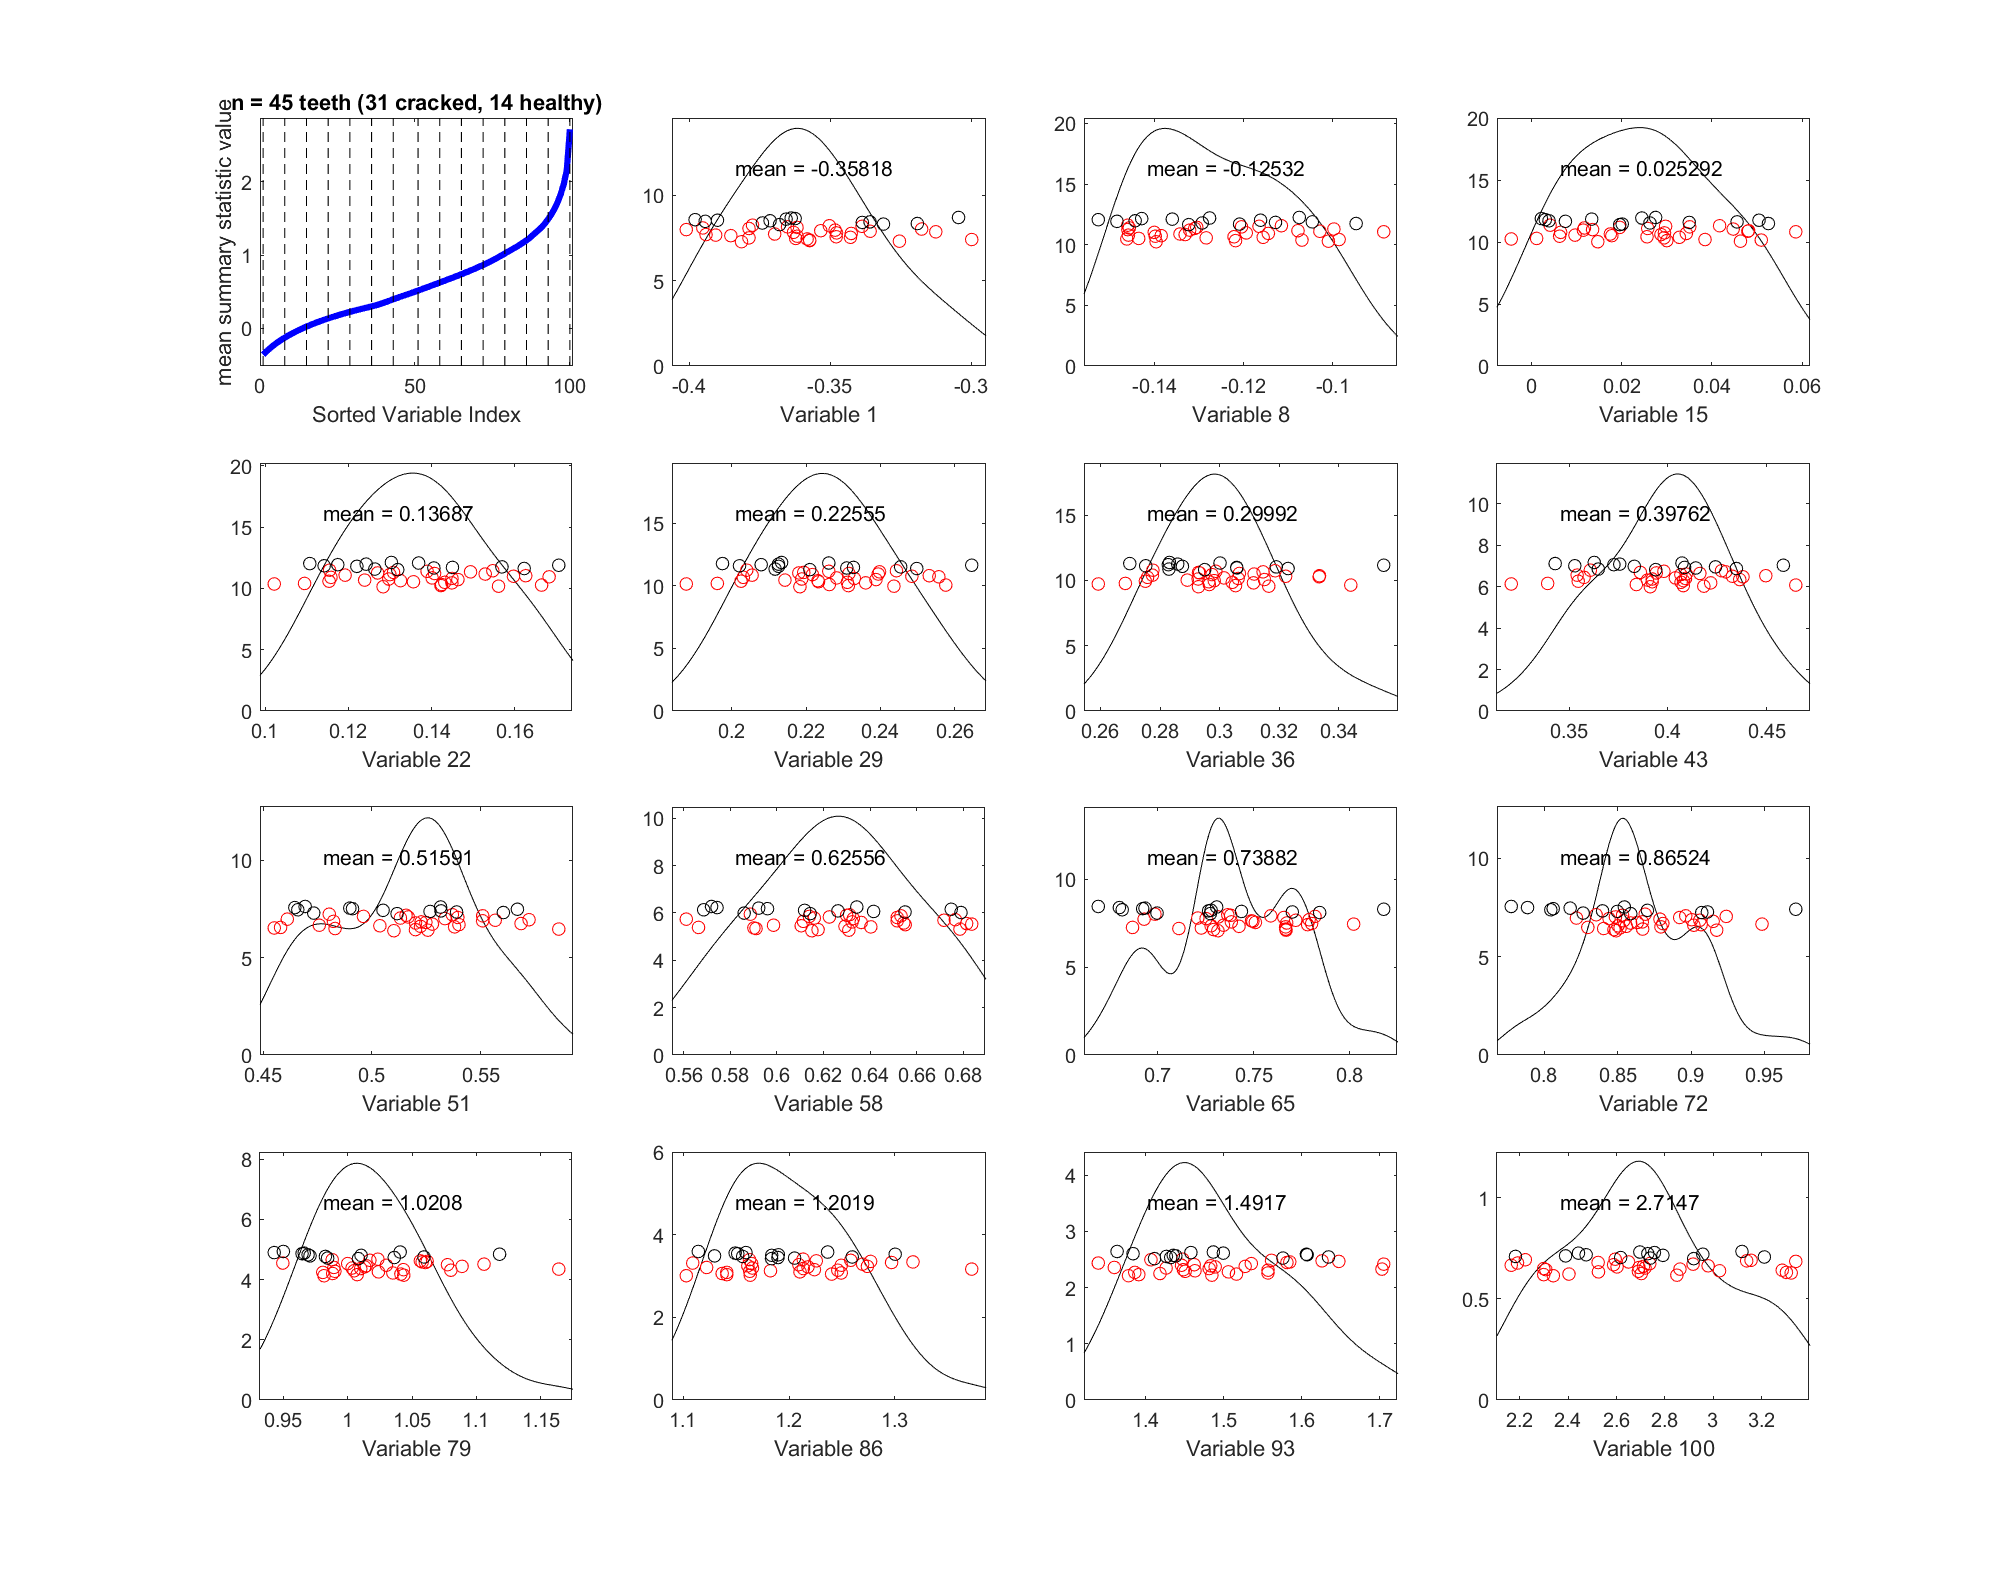 n = 45 teeth (31 cracked, 14 healthy)
mean summary statistic value
2
1
0
0 50 100
Sorted Variable Index
mean = -0.35818
10
5
0
-0.4 -0.35 -0.3
Variable 1
mean = -0.12532
20
15
10
5
0
-0.14 -0.12 -0.1
Variable 8
mean = 0.025292
20
15
10
5
0
0 0.02 0.04 0.06
Variable 15
mean = 0.13687
20
15
10
5
0
0.1 0.12 0.14 0.16
Variable 22
mean = 0.22555
15
10
5
0
0.2 0.22 0.24 0.26
Variable 29
mean = 0.29992
15
10
5
0
0.26 0.28 0.3 0.32 0.34
Variable 36
mean = 0.39762
10
8
6
4
2
0
0.35 0.4 0.45
Variable 43
mean = 0.51591
10
5
0
0.45 0.5 0.55
Variable 51
mean = 0.62556
10
8
6
4
2
0
0.56 0.58 0.6 0.62 0.64 0.66 0.68
Variable 58
mean = 0.73882
10
5
0
0.7 0.75 0.8
Variable 65
mean = 0.86524
10
5
0
0.8 0.85 0.9 0.95
Variable 72
mean = 1.0208
8
6
4
2
0
0.95 1 1.05 1.1 1.15
Variable 79
mean = 1.2019
6
4
2
0
1.1 1.2 1.3
Variable 86
mean = 1.4917
4
3
2
1
0
1.4 1.5 1.6 1.7
Variable 93
mean = 2.7147
1
0.5
0
2.2 2.4 2.6 2.8 3 3.2
Variable 100